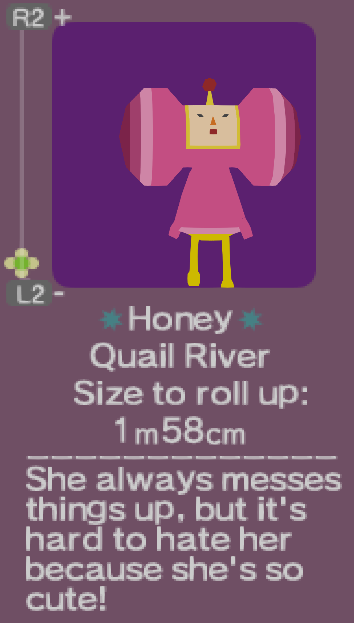 R2 +
L2 -
Honey
Quail River
Size to roll up:
1m58cm
She always messes
things up, but it's
hard to hate her
because she's so
cute!